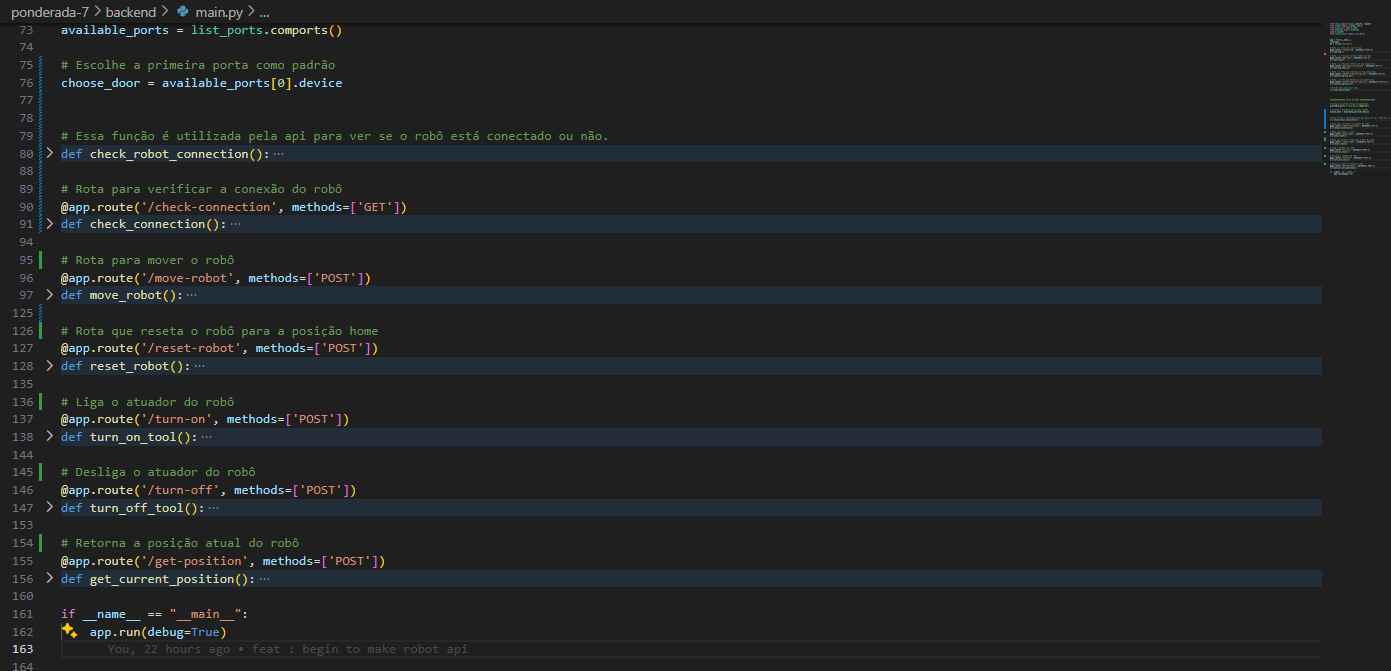 ponderada-7 > backend > main.py > ...
73 available_ports = list_ports.comports()
74
75 # Escolhe a primeira porta como padrão
76 choose_door = available_ports[0].device
77
78
79 # Essa função é utilizada pela api para ver se o robô está conectado ou não.
80 > def check_robot_connection(): ...
88
89 # Rota para verificar a conexão do robô
90 @app.route('/check-connection', methods=['GET'])
91 > def check_connection(): ...
94
95 # Rota para mover o robô
96 @app.route('/move-robot', methods=['POST'])
97 > def move_robot(): ...
125
126 # Rota que reseta o robô para a posição home
127 @app.route('/reset-robot', methods=['POST'])
128 > def reset_robot(): ...
135
136 # Liga o atuador do robô
137 @app.route('/turn-on', methods=['POST'])
138 > def turn_on_tool(): ...
144
145 # Desliga o atuador do robô
146 @app.route('/turn-off', methods=['POST'])
147 > def turn_off_tool(): ...
153
154 # Retorna a posição atual do robô
155 @app.route('/get-position', methods=['POST'])
156 > def get_current_position(): ...
160
161 if __name__ == "__main__":
162 app.run(debug=True)
163 You, 22 hours ago • feat : begin to make robot api
164